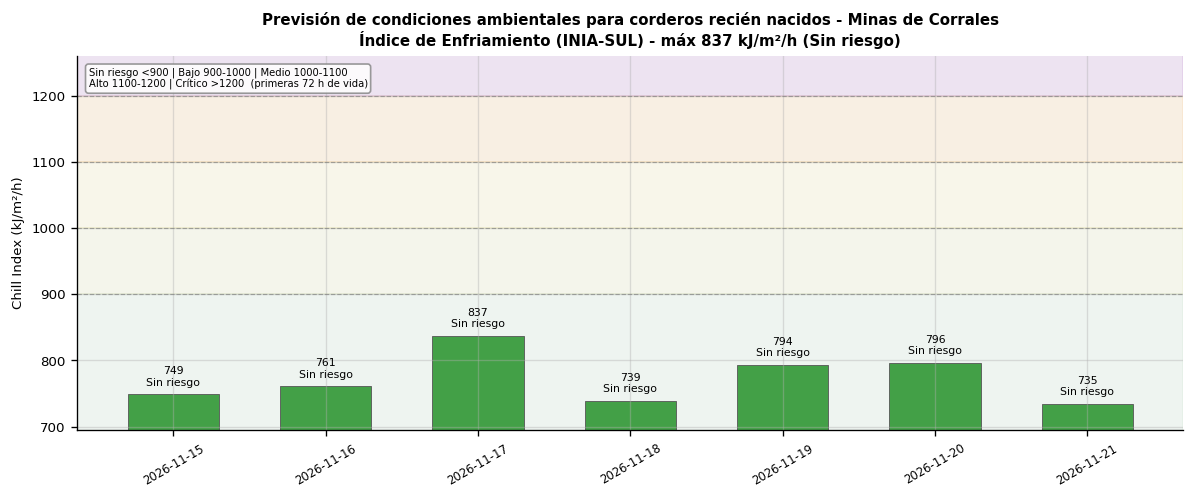 Previsión de condiciones ambientales para corderos recién nacidos - Minas de Corrales
Índice de Enfriamiento (INIA-SUL) - máx 837 kJ/m²/h (Sin riesgo)
Sin riesgo <900 | Bajo 900-1000 | Medio 1000-1100
Alto 1100-1200 | Crítico >1200  (primeras 72 h de vida)
Chill Index (kJ/m²/h)
1200
1100
1000
900
800
700
749
Sin riesgo
761
Sin riesgo
837
Sin riesgo
739
Sin riesgo
794
Sin riesgo
796
Sin riesgo
735
Sin riesgo
2026-11-15
2026-11-16
2026-11-17
2026-11-18
2026-11-19
2026-11-20
2026-11-21